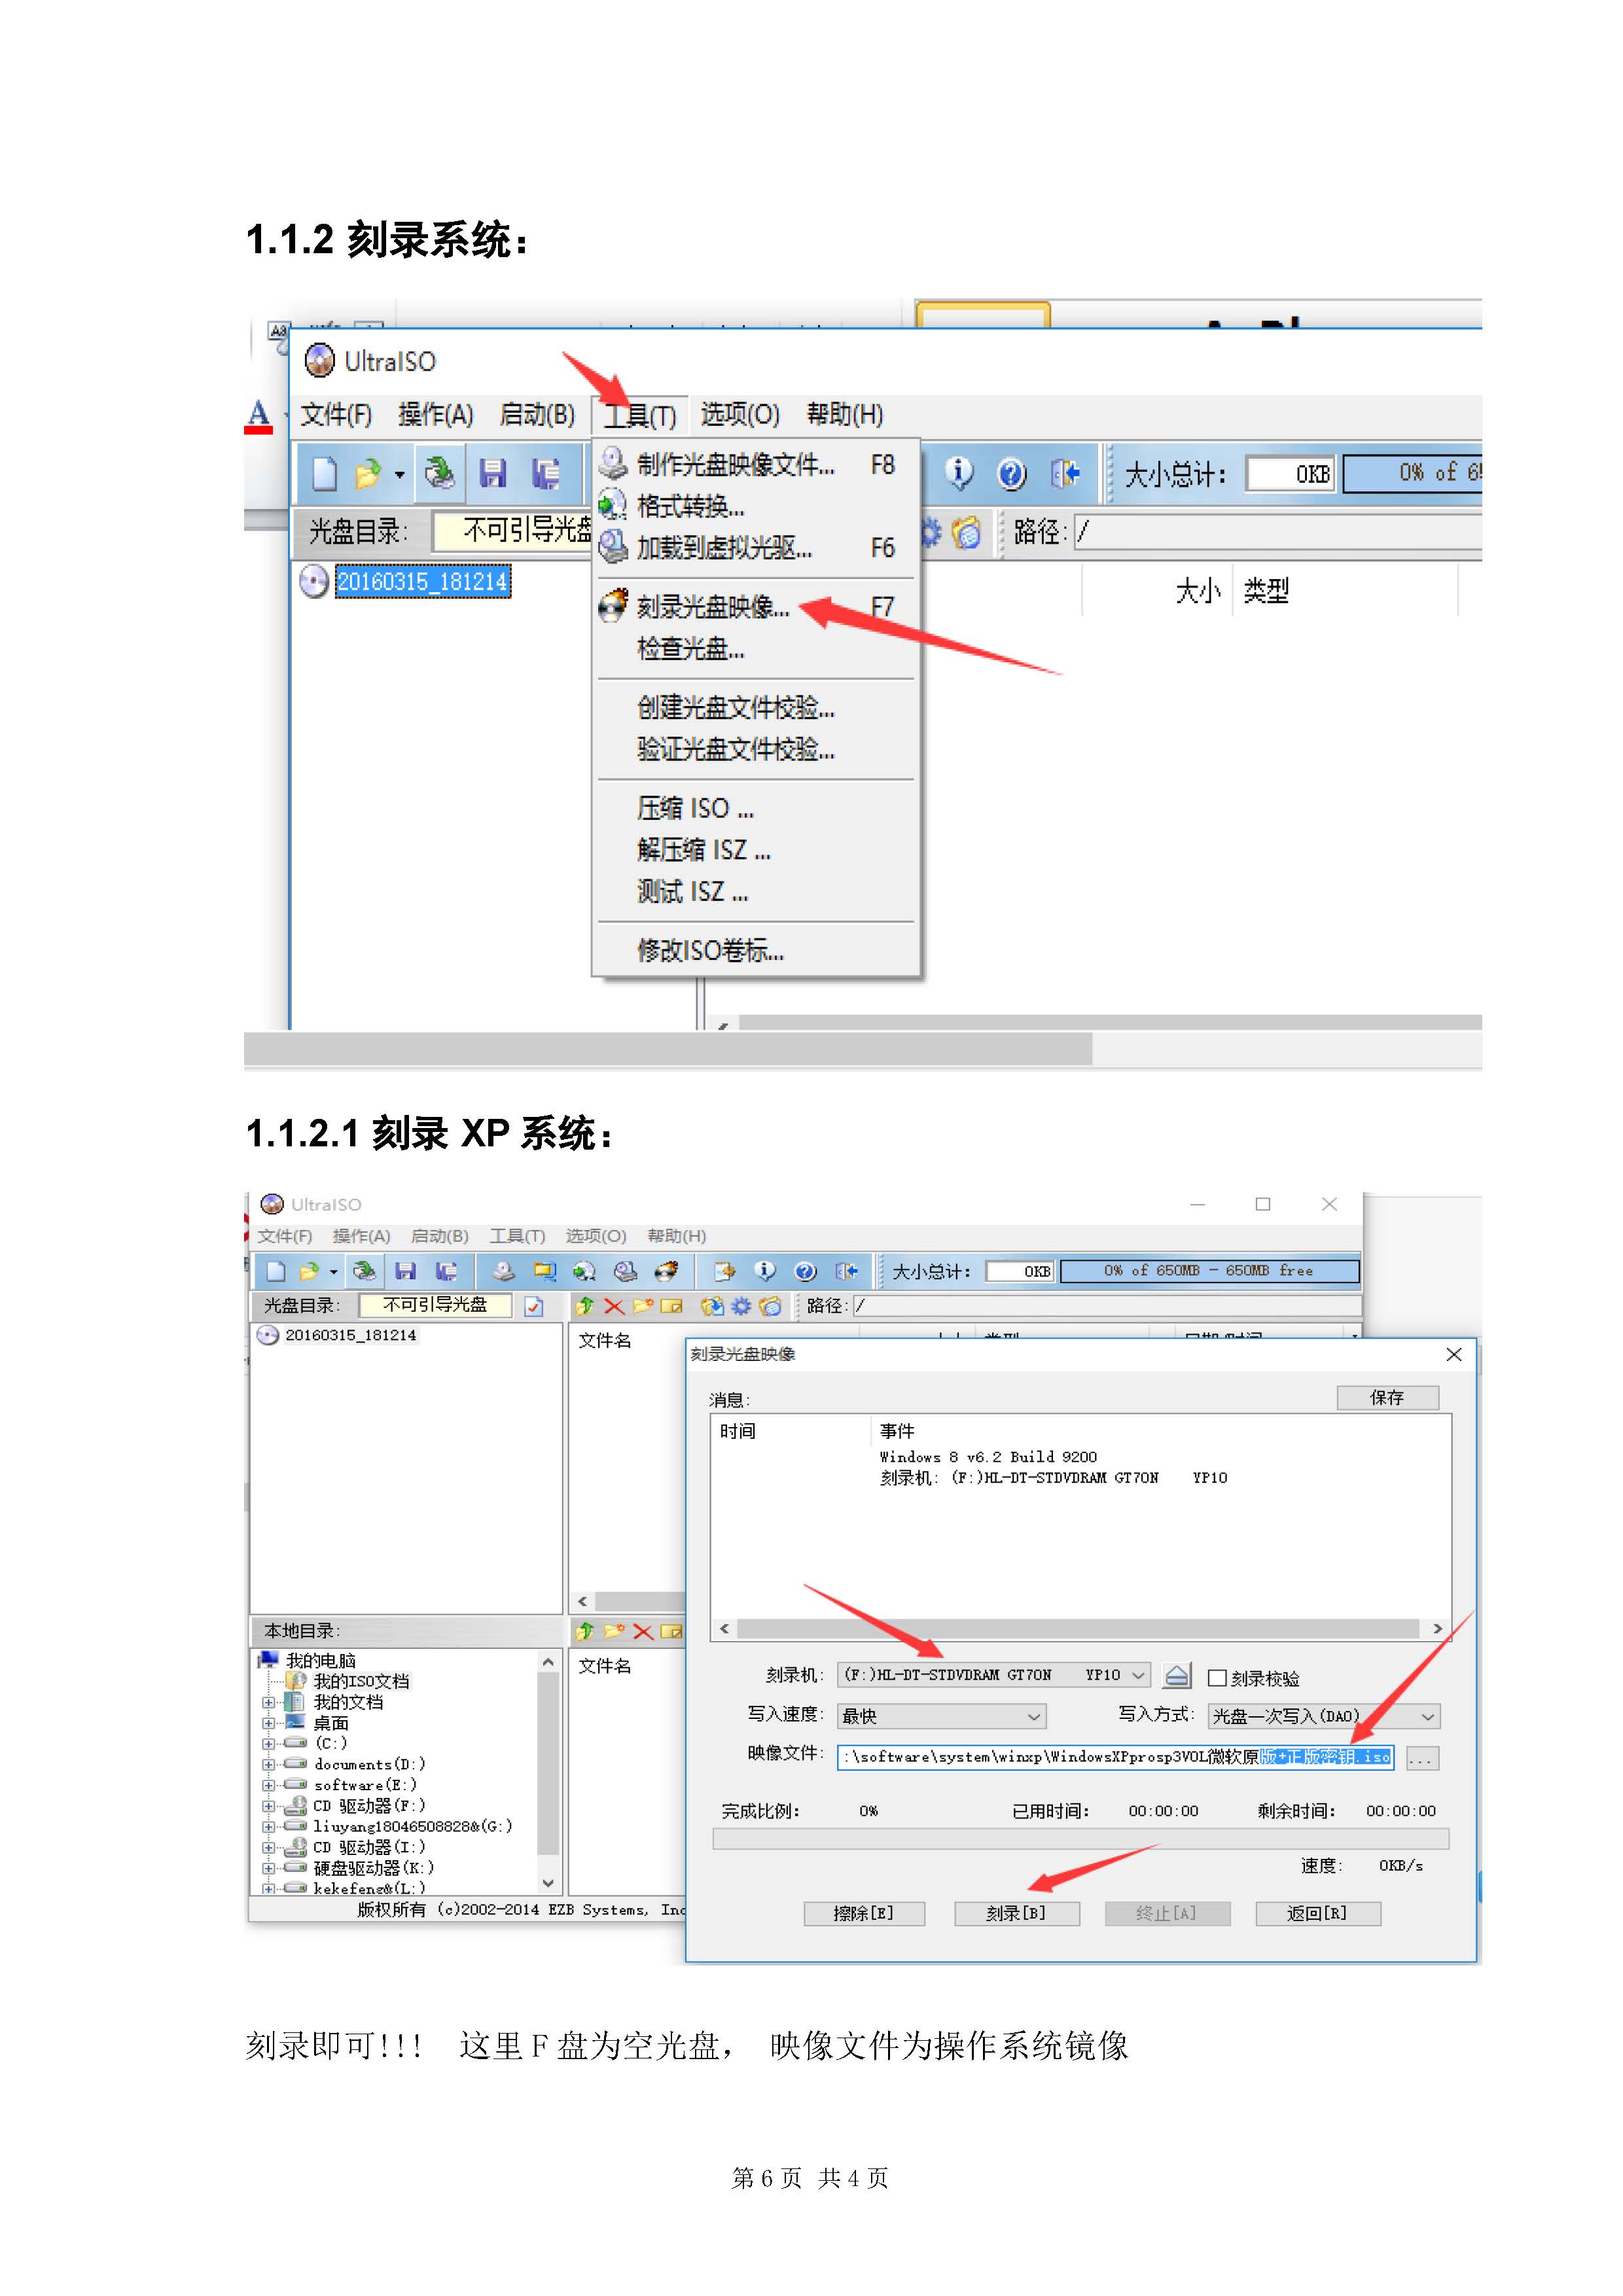 1.1.2 刻录系统：
UltraISO
文件(F) 操作(A) 启动(B) 工具(T) 选项(O) 帮助(H)
制作光盘映像文件... F8
大小总计： 0KB 0% of 6
格式转换...
光盘目录： 不可引导光盘
加载到虚拟光驱... F6
路径: /
20160315_181214
大小 类型
刻录光盘映像... F7
检查光盘...
创建光盘文件校验...
验证光盘文件校验...
压缩 ISO ...
解压缩 ISZ ...
测试 ISZ ...
修改ISO卷标...
1.1.2.1 刻录 XP 系统：
UltraISO
文件(F) 操作(A) 启动(B) 工具(T) 选项(O) 帮助(H)
大小总计： 0KB 0% of 650MB - 650MB free
光盘目录： 不可引导光盘 路径: /
20160315_181214
文件名
刻录光盘映像
消息:
保存
时间 事件
Windows 8 v6.2 Build 9200
刻录机: (F:)HL-DT-STDVDRAM GT70N YP10
刻录机: (F:)HL-DT-STDVDRAM GT70N YP10 刻录校验
写入速度: 最快 写入方式: 光盘一次写入(DAO)
映像文件: :\software\system\winxp\WindowsXPprosp3VOL微软原版+正版密钥.iso ...
完成比例: 0% 已用时间: 00:00:00 剩余时间: 00:00:00
速度: 0KB/s
擦除[E] 刻录[B] 终止[A] 返回[R]
本地目录:
文件名
我的电脑
我的ISO文档
我的文档
桌面
(C:)
documents(D:)
software(E:)
CD 驱动器(F:)
liuyang18046508828&(G:)
CD 驱动器(I:)
硬盘驱动器(K:)
kekefeng&(L:)
版权所有 (c)2002-2014 EZB Systems, Inc
刻录即可!!! 这里 F 盘为空光盘， 映像文件为操作系统镜像
第 6 页 共 4 页